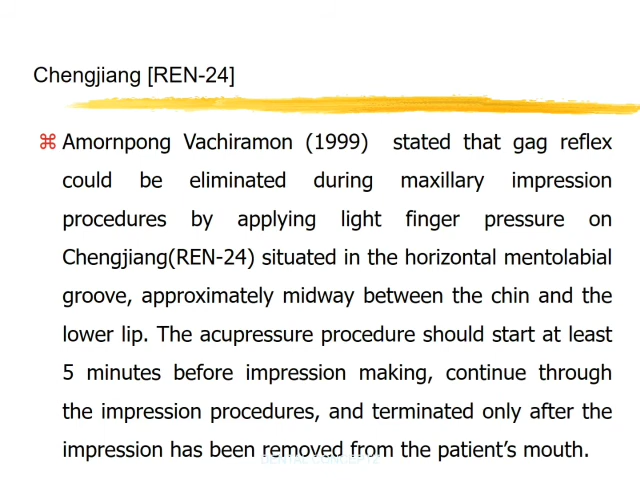 Chengjiang [REN-24]
Amornpong Vachiramon (1999) stated that gag reflex
could be eliminated during maxillary impression
procedures by applying light finger pressure on
Chengjiang(REN-24) situated in the horizontal mentolabial
groove, approximately midway between the chin and the
lower lip. The acupressure procedure should start at least
5 minutes before impression making, continue through
the impression procedures, and terminated only after the
impression has been removed from the patient’s mouth.